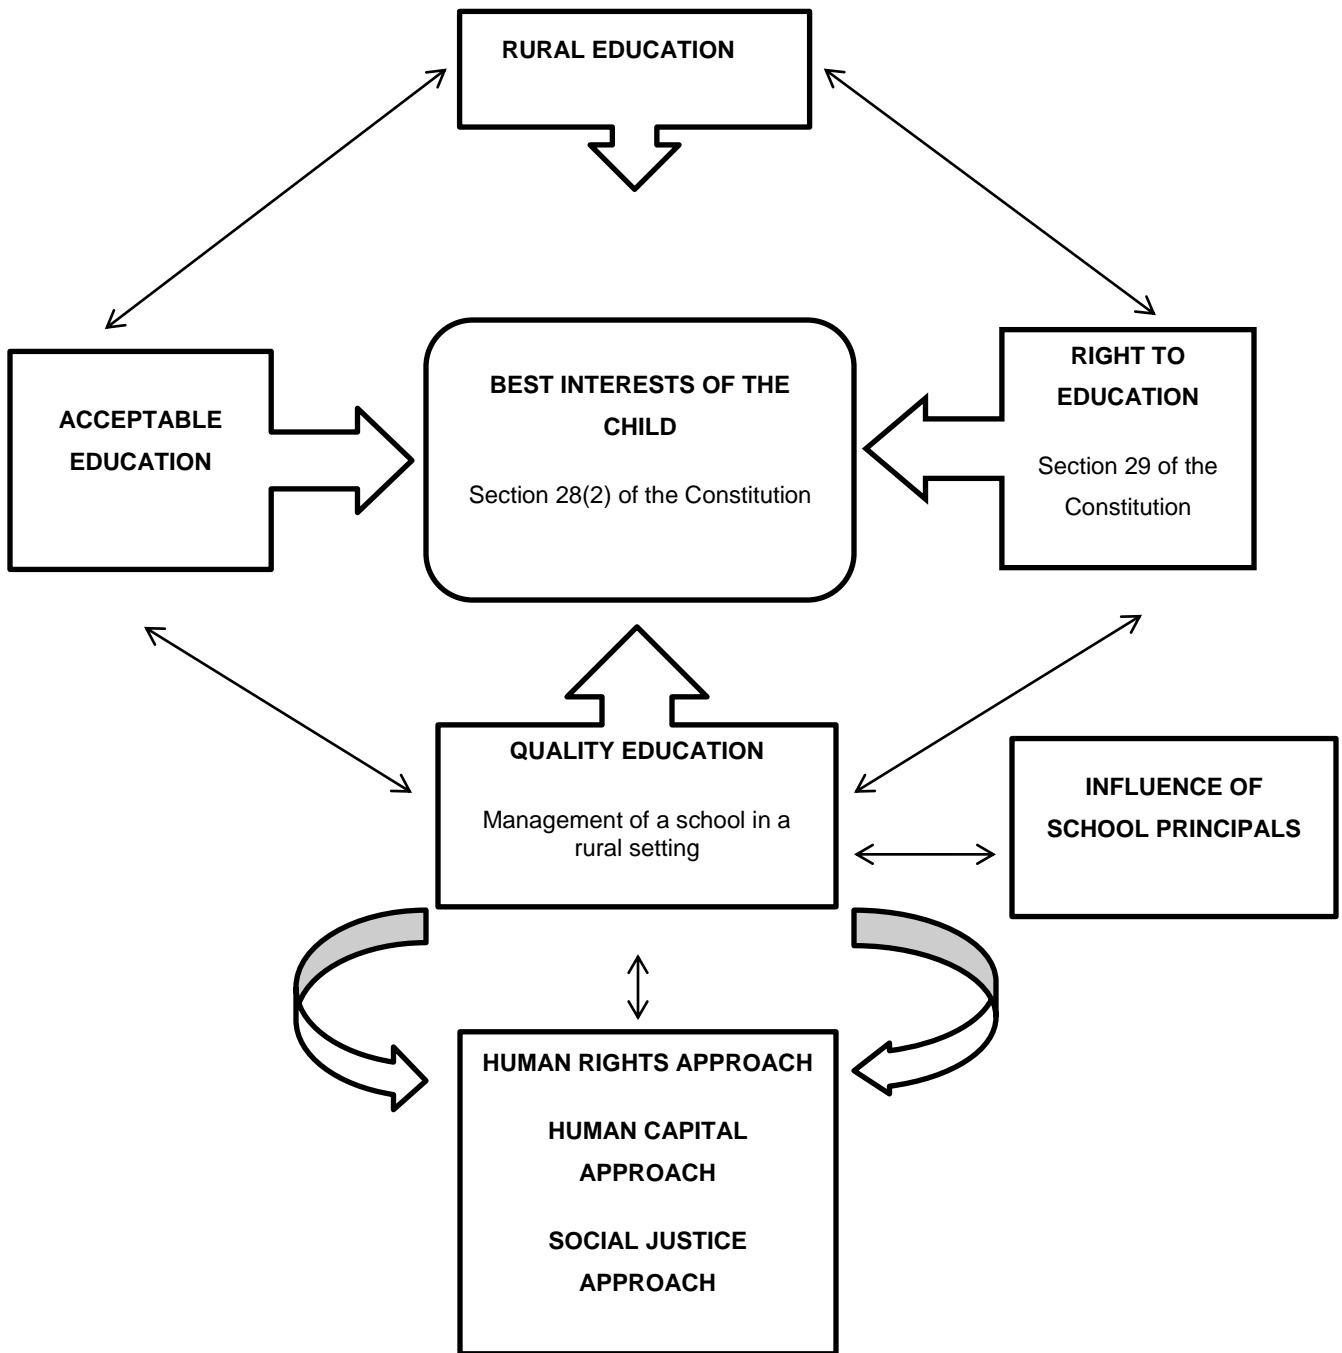 RURAL EDUCATION
ACCEPTABLE
EDUCATION
BEST INTERESTS OF THE
CHILD
Section 28(2) of the Constitution
RIGHT TO
EDUCATION
Section 29 of the
Constitution
QUALITY EDUCATION
Management of a school in a
rural setting
INFLUENCE OF
SCHOOL PRINCIPALS
HUMAN RIGHTS APPROACH
HUMAN CAPITAL
APPROACH
SOCIAL JUSTICE
APPROACH